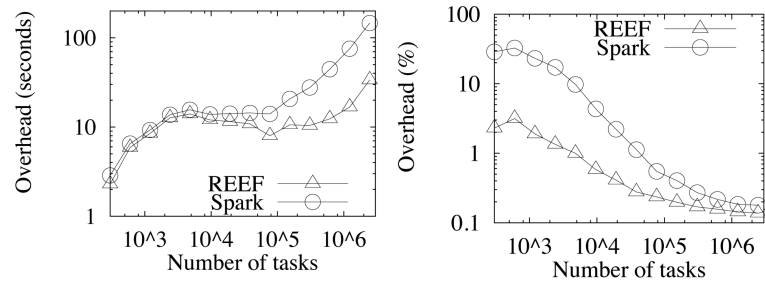 Overhead (seconds)
100
10
1
REEF
Spark
10^3
10^4
10^5
10^6
Number of tasks
Overhead (%)
100
10
1
0.1
REEF
Spark
10^3
10^4
10^5
10^6
Number of tasks